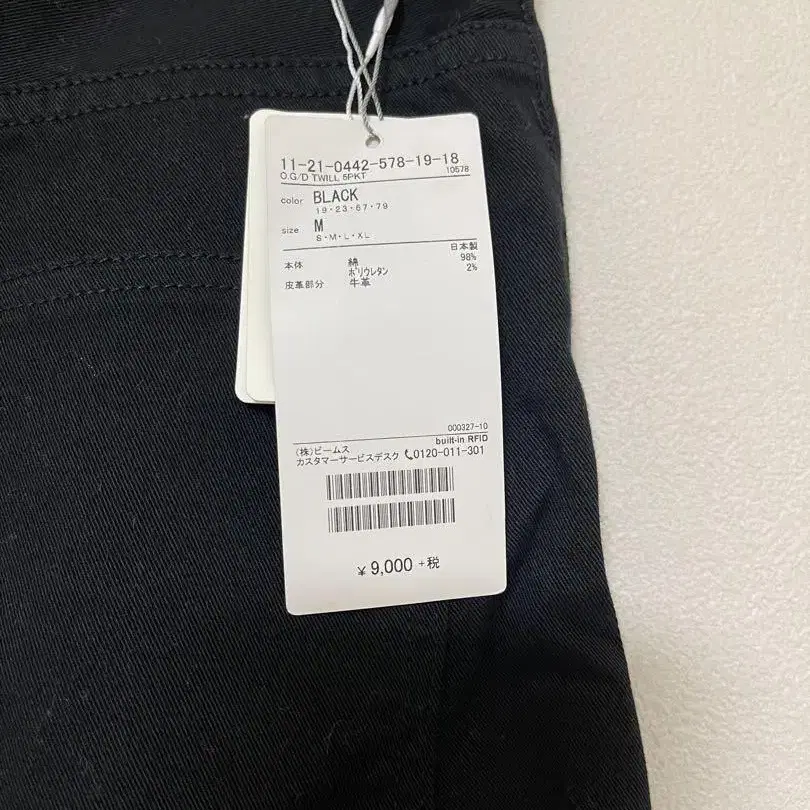 11-21-0442-578-19-18
O.G/D TWILL 5PKT 10578
color BLACK
19・23・67・79
size M
S・M・L・XL
日本製
本体 綿 98%
ポリウレタン 2%
皮革部分 牛革
000327-10
built-in RFID
(株)ビームス
カスタマーサービスデスク 0120-011-301
¥ 9,000 +税